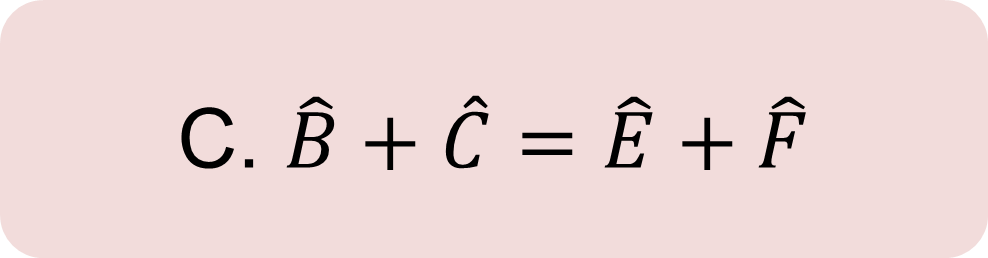 C. B̂ + Ĉ = Ê + F̂